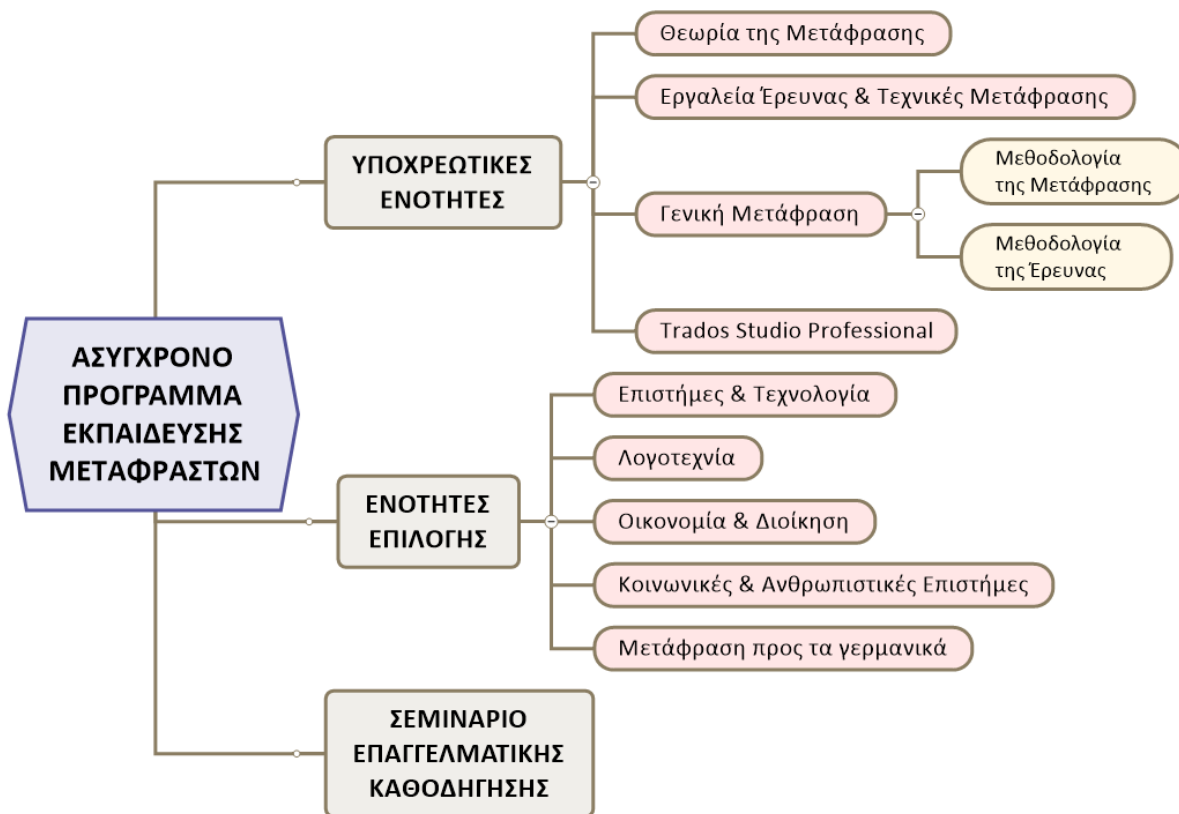 ΑΣΥΓΧΡΟΝΟ
ΠΡΟΓΡΑΜΜΑ
ΕΚΠΑΙΔΕΥΣΗΣ
ΜΕΤΑΦΡΑΣΤΩΝ
ΥΠΟΧΡΕΩΤΙΚΕΣ
ΕΝΟΤΗΤΕΣ
Θεωρία της Μετάφρασης
Εργαλεία Έρευνας & Τεχνικές Μετάφρασης
Γενική Μετάφραση
Μεθοδολογία
της Μετάφρασης
Μεθοδολογία
της Έρευνας
Trados Studio Professional
ΕΝΟΤΗΤΕΣ
ΕΠΙΛΟΓΗΣ
Επιστήμες & Τεχνολογία
Λογοτεχνία
Οικονομία & Διοίκηση
Κοινωνικές & Ανθρωπιστικές Επιστήμες
Μετάφραση προς τα γερμανικά
ΣΕΜΙΝΑΡΙΟ
ΕΠΑΓΓΕΛΜΑΤΙΚΗΣ
ΚΑΘΟΔΗΓΗΣΗΣ